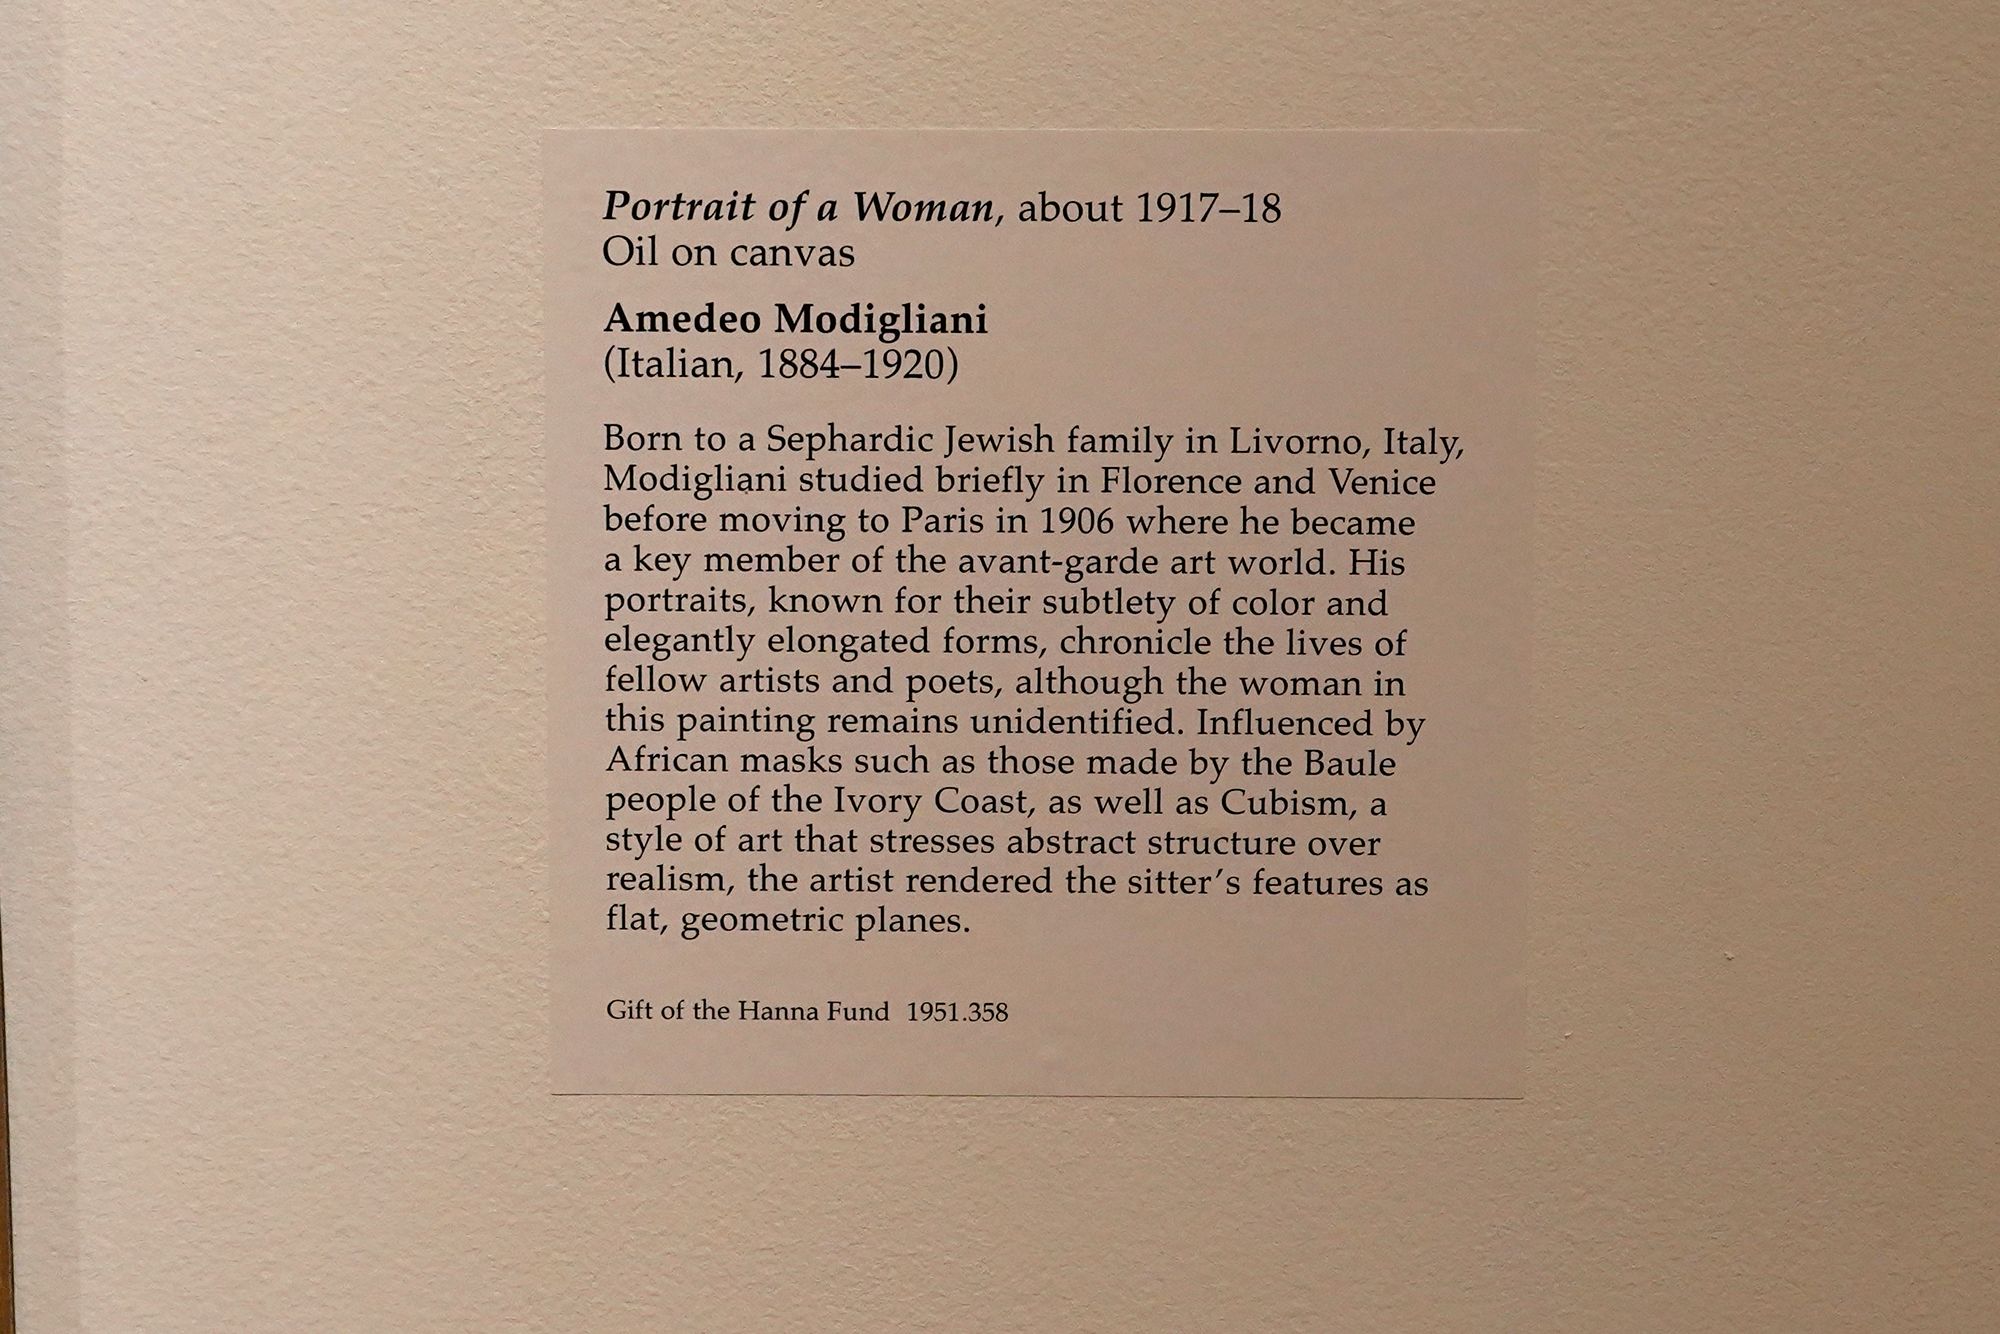 Portrait of a Woman, about 1917–18
Oil on canvas
Amedeo Modigliani
(Italian, 1884–1920)
Born to a Sephardic Jewish family in Livorno, Italy,
Modigliani studied briefly in Florence and Venice
before moving to Paris in 1906 where he became
a key member of the avant-garde art world. His
portraits, known for their subtlety of color and
elegantly elongated forms, chronicle the lives of
fellow artists and poets, although the woman in
this painting remains unidentified. Influenced by
African masks such as those made by the Baule
people of the Ivory Coast, as well as Cubism, a
style of art that stresses abstract structure over
realism, the artist rendered the sitter’s features as
flat, geometric planes.
Gift of the Hanna Fund 1951.358